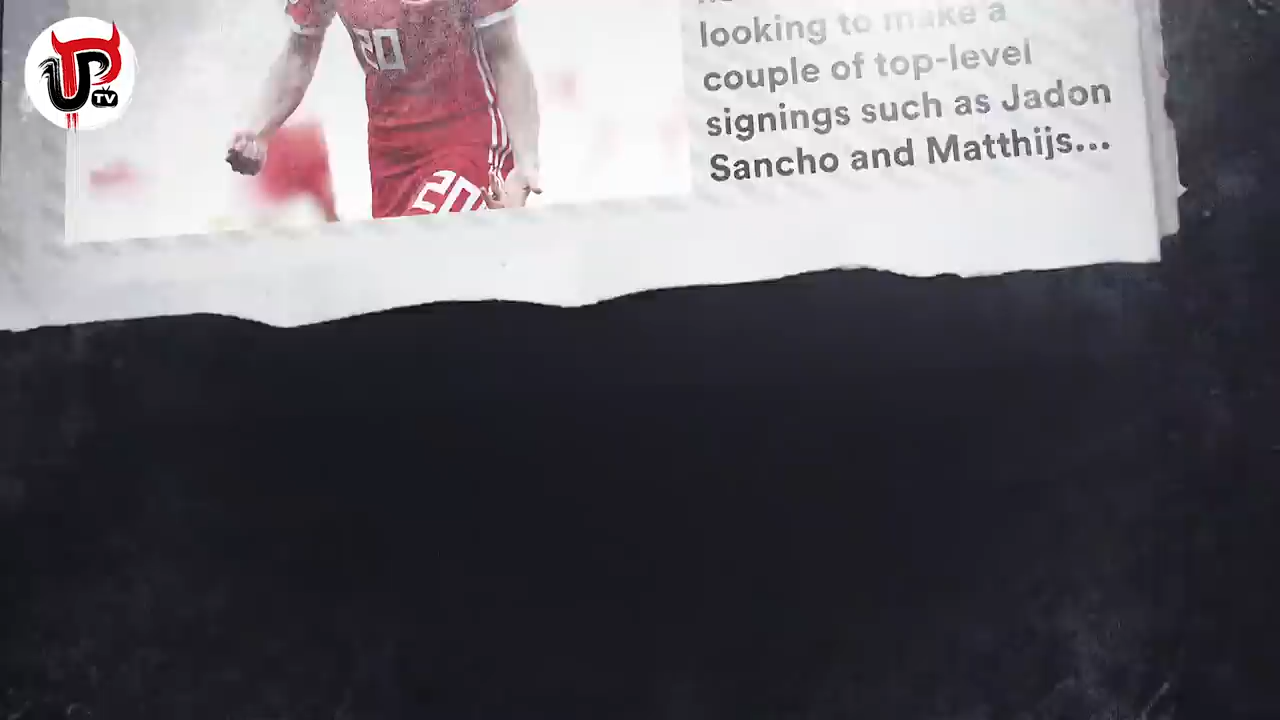 UP
TV
20
20
looking to make a
couple of top-level
signings such as Jadon
Sancho and Matthijs...